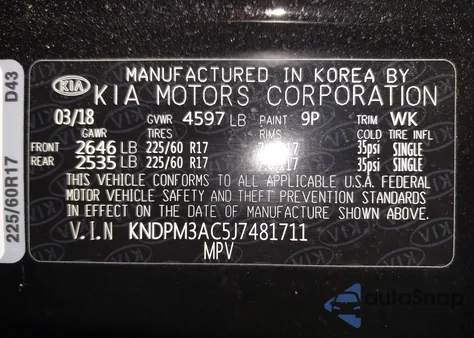 MANUFACTURED IN KOREA BY
KIA KIA MOTORS CORPORATION
03/18 GVWR 4597 LB PAINT 9P TRIM WK
GAWR TIRES RIMS COLD TIRE INFL
FRONT 2646 LB 225/60 R17 35psi SINGLE
REAR 2535 LB 225/60 R17 35psi SINGLE
THIS VEHICLE CONFORMS TO ALL APPLICABLE U.S.A. FEDERAL
MOTOR VEHICLE SAFETY AND THEFT PREVENTION STANDARDS
IN EFFECT ON THE DATE OF MANUFACTURE SHOWN ABOVE.
V.I.N KNDPM3AC5J7481711
MPV
225/60R17 D43
autoSnap